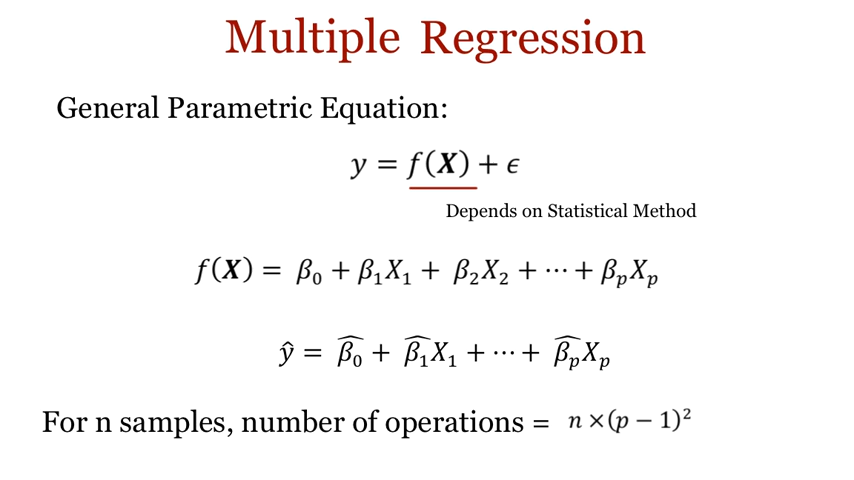 Multiple Regression
General Parametric Equation:
y = f(X) + ϵ
Depends on Statistical Method
f(X) = β₀ + β₁X₁ + β₂X₂ + ⋯ + βₚXₚ
ŷ = β̂₀ + β̂₁X₁ + ⋯ + β̂ₚXₚ
For n samples, number of operations = n × (p − 1)²